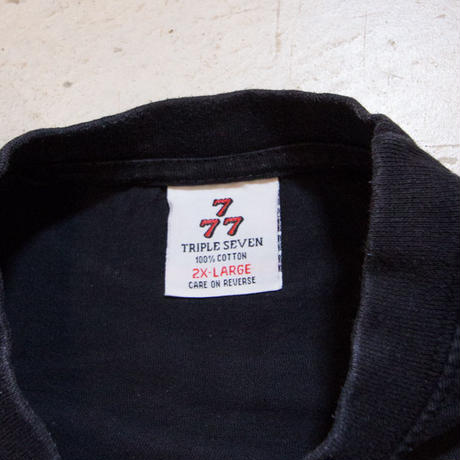 7
77
TRIPLE SEVEN
100% COTTON
2X-LARGE
CARE ON REVERSE